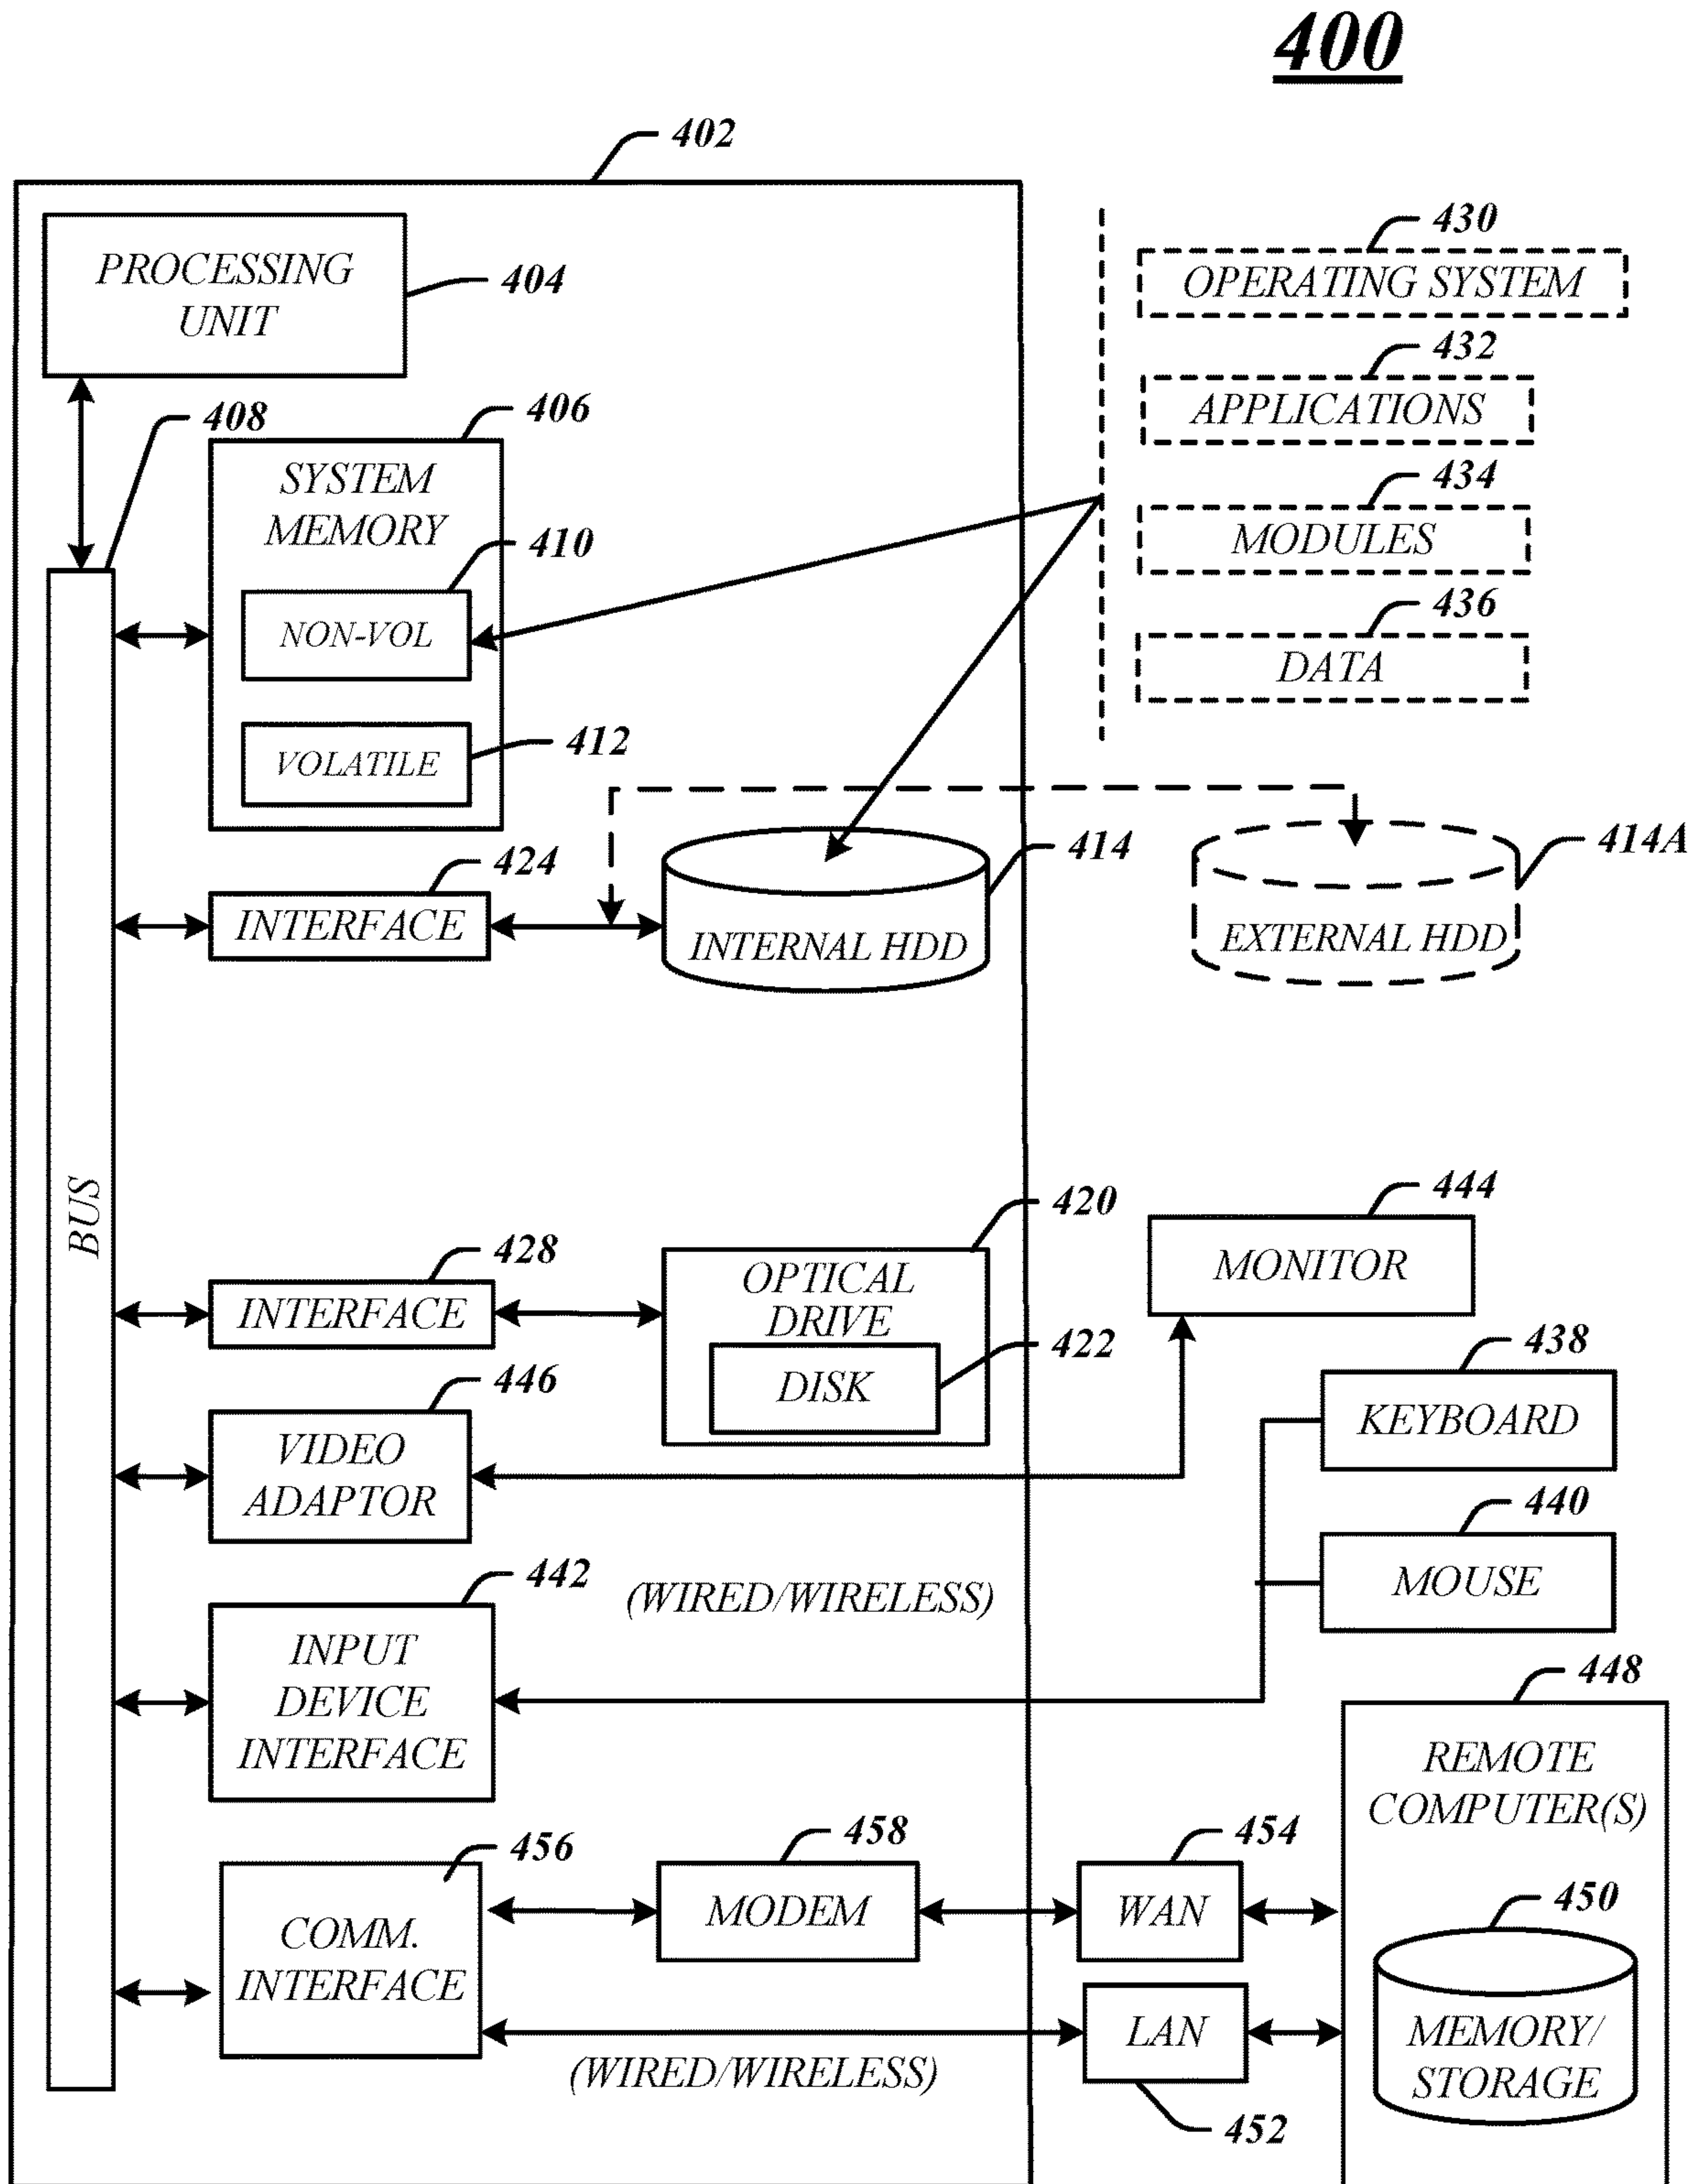 400
402
PROCESSING
UNIT
404
430
OPERATING SYSTEM
432
APPLICATIONS
434
MODULES
436
DATA
408
406
SYSTEM
MEMORY
410
NON-VOL
412
VOLATILE
424
INTERFACE
414
INTERNAL HDD
414A
EXTERNAL HDD
BUS
428
INTERFACE
420
OPTICAL
DRIVE
422
DISK
444
MONITOR
446
VIDEO
ADAPTOR
438
KEYBOARD
440
MOUSE
442
INPUT
DEVICE
INTERFACE
(WIRED/WIRELESS)
448
REMOTE
COMPUTER(S)
456
COMM.
INTERFACE
458
MODEM
454
WAN
450
MEMORY/
STORAGE
LAN
452
(WIRED/WIRELESS)